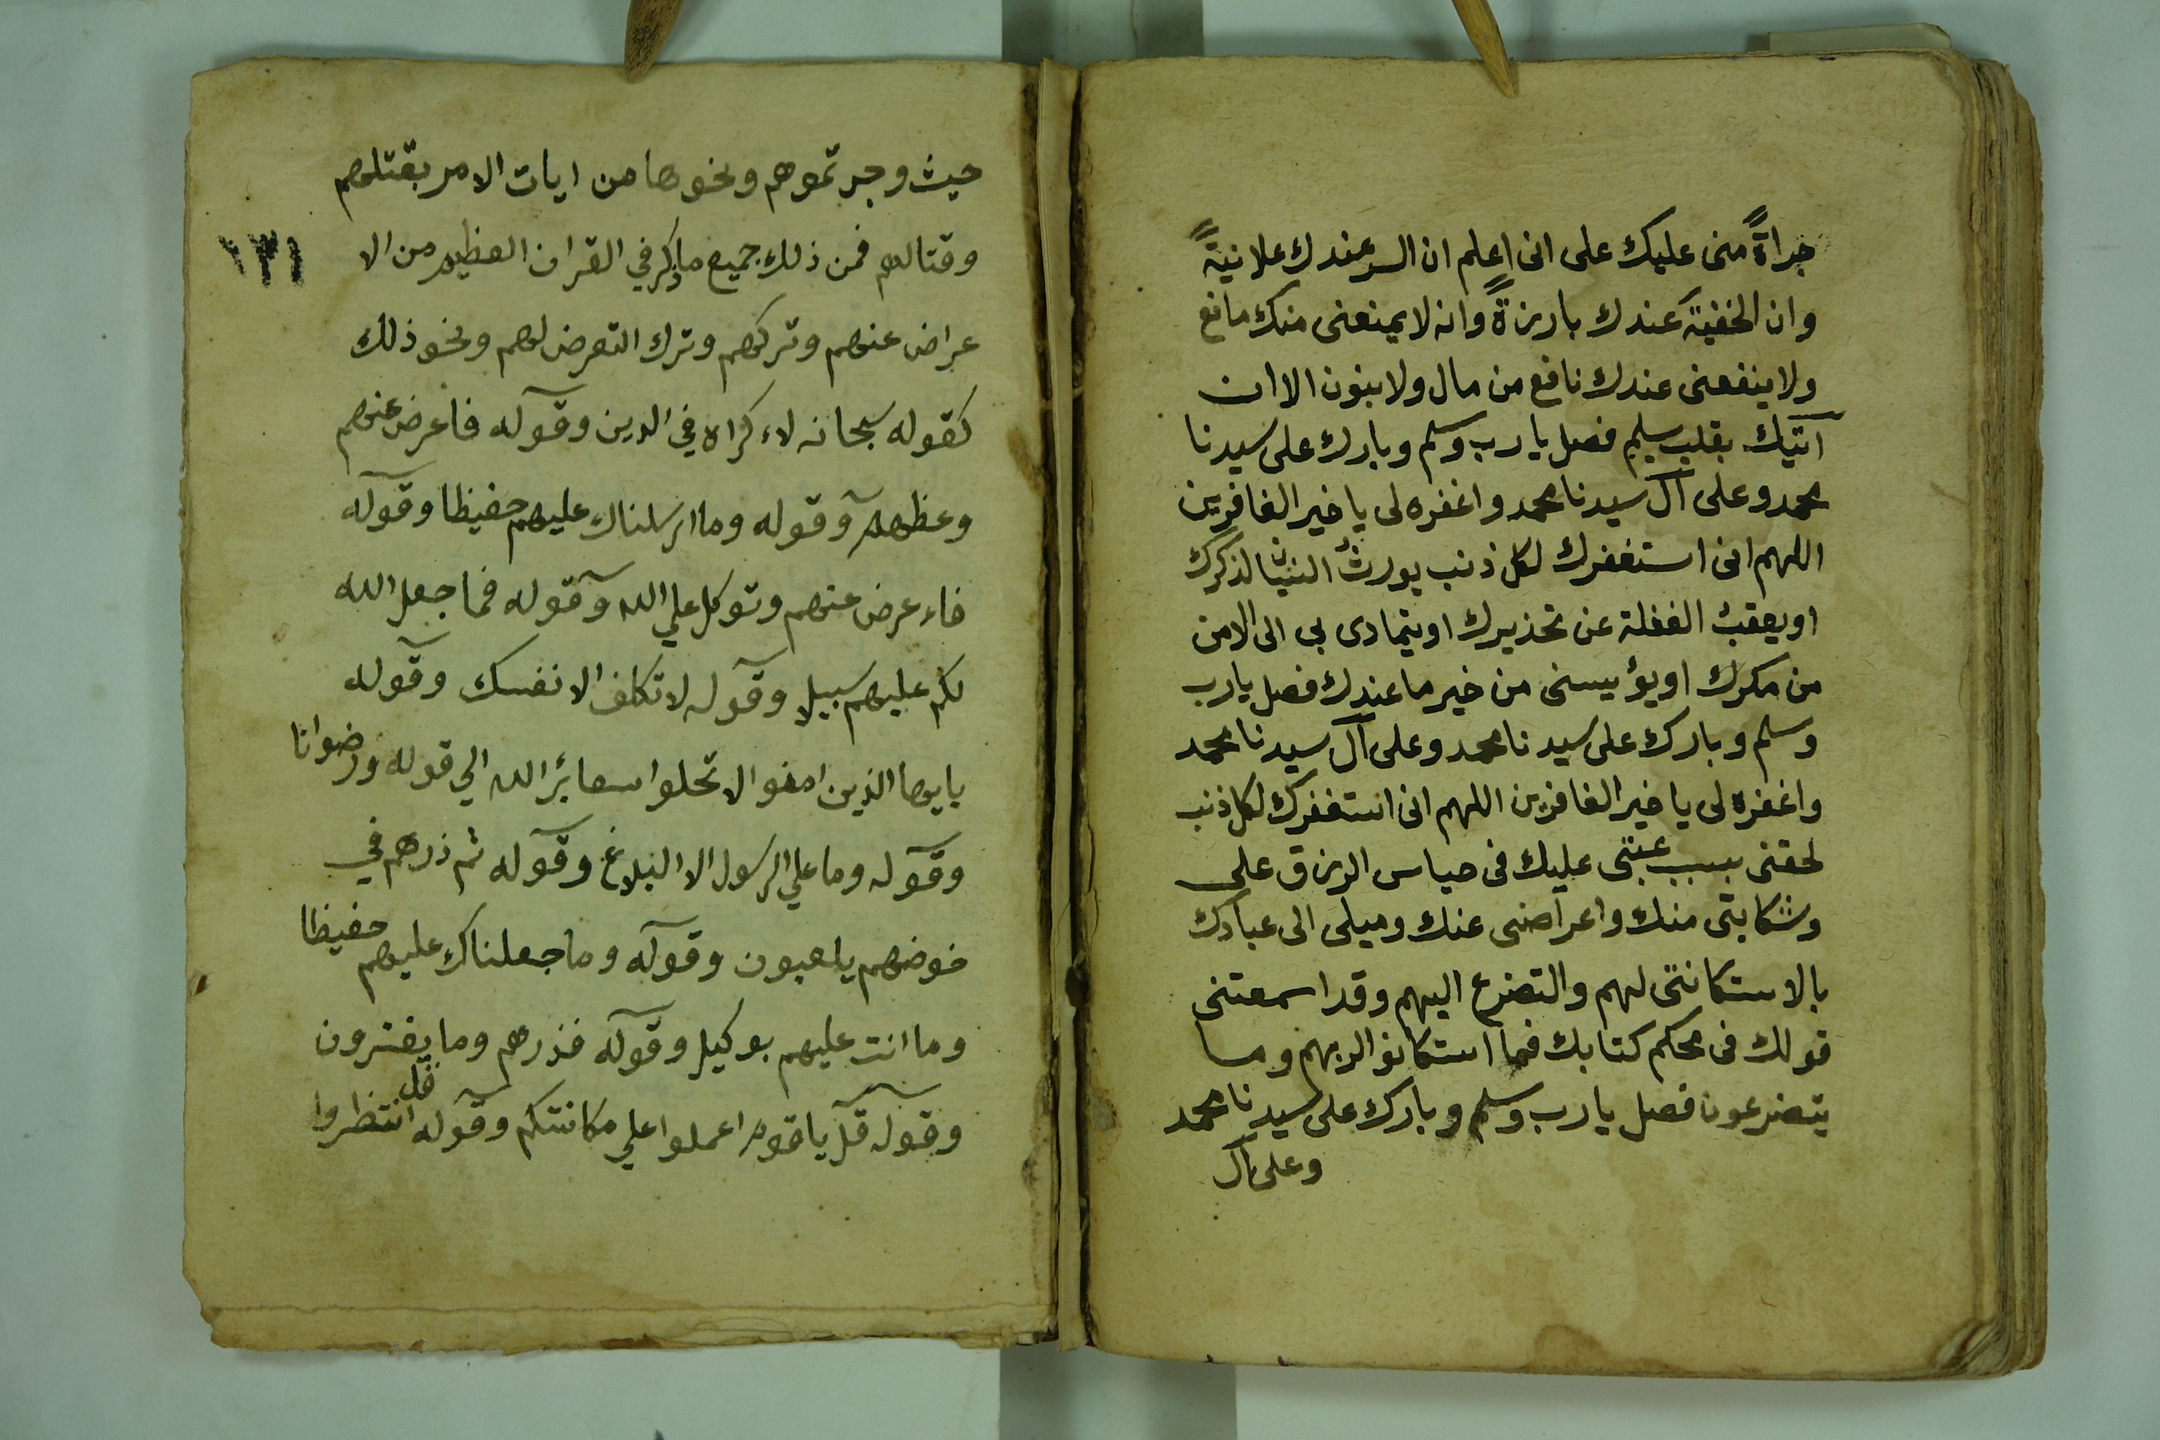 جراةً منى عليك على انى اعلم ان السر عندك علانيةً
وان الخفية عندك بارزةً وانه لا يمنعنى منك مانع
ولا ينفعنى عندك نافع من مال ولا بنون الا ان
آتيك بقلب سليم فصل يا رب وسلم وبارك على سيدنا
محمد وعلى آل سيدنا محمد واغفره لى يا خير الغافرين
اللهم انى استغفرك لكل ذنب يورث النسيان لذكرك
او يعقب الغفلة عن تحذيرك او يتمادى بى الى الامن
من مكرك او يؤيسنى من خير ما عندك فصل يا رب
وسلم وبارك على سيدنا محمد وعلى آل سيدنا محمد
واغفره لى يا خير الغافرين اللهم انى استغفرك لكل ذنب
لحقنى بسبب عتبى عليك فى حباس الرزق على
وشكايتى منك واعراضى عنك وميلى الى عبادك
بالاستكانتى لهم والتضرع اليهم وقد اسمعتنى
قولك فى محكم كتابك فما استكانوا لربهم وما
يتضرعون فصل يا رب وسلم وبارك على سيدنا محمد
وعلى آل
١٣١
حيث وجدتموهم ونحوها من ايات الامر بقتلهم
وقتالهم فمن ذلك جميع ما ذكر في القران العظيم من الا
عراض عنهم وتركهم وترك التعرض لهم ونحو ذلك
كقوله سبحانه لا اكراه في الدين وقوله فاعرض عنهم
وعظهم وقوله وما ارسلناك عليهم حفيظا وقوله
فاعرض عنهم وتوكل علي الله وقوله فما جعل الله
لكم عليهم سبيلا وقوله لا تكلف الا نفسك وقوله
يايها الذين امنوا لا تحلوا شعائر الله الي قوله ورضوانا
وقوله وما علي الرسول الا البلاغ وقوله ثم ذرهم في
خوضهم يلعبون وقوله وما جعلناك عليهم حفيظا
وما انت عليهم بوكيل وقوله فذرهم وما يفترون
وقوله قل يا قوم اعملوا علي مكانتكم وقوله قل انتظروا